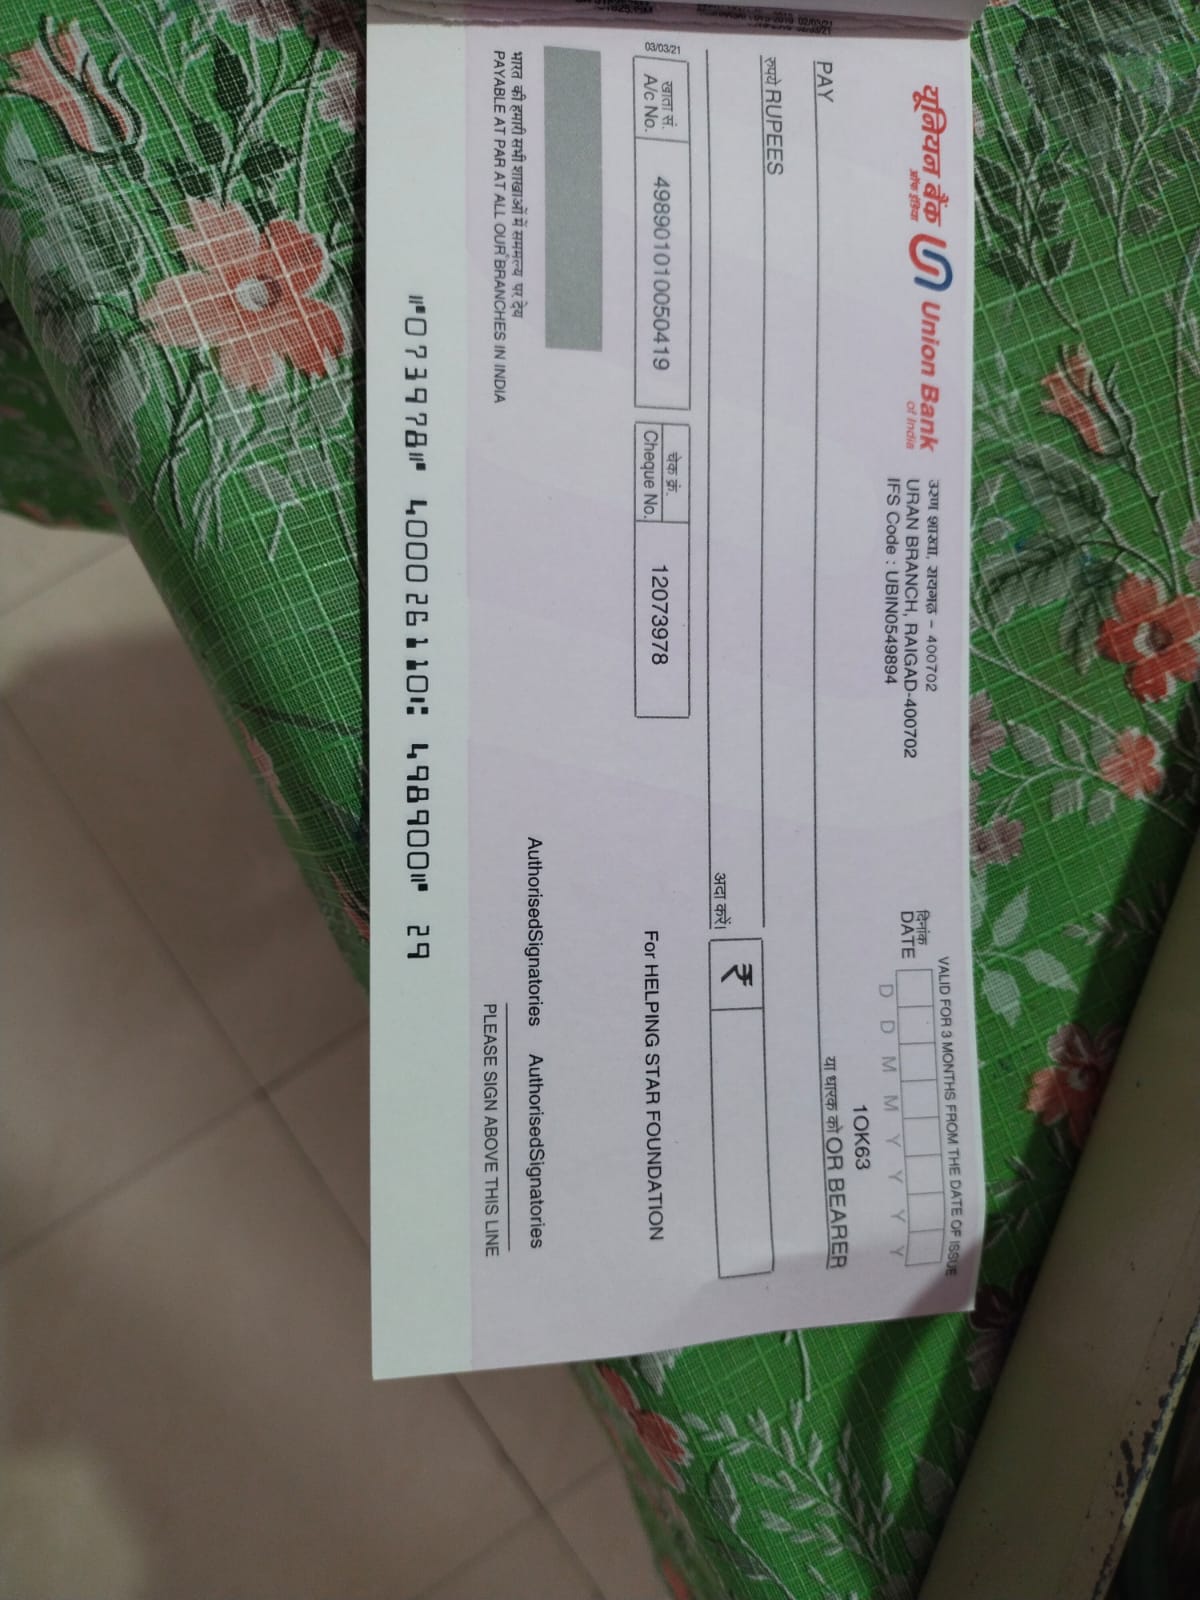 यूनियन बैंक Union Bank
ऑफ इंडिया of India
उरण शाखा, रायगढ़ – 400702
URAN BRANCH, RAIGAD-400702
IFS Code : UBIN0549894
VALID FOR 3 MONTHS FROM THE DATE OF ISSUE
दिनांक
DATE
D D M M Y Y Y Y
1OK63
PAY
या धारक को OR BEARER
रुपये RUPEES
अदा करें।
₹
03/03/21
खाता सं.
A/c No.
498901010050419
चेक क्रं.
Cheque No.
12073978
For HELPING STAR FOUNDATION
AuthorisedSignatories AuthorisedSignatories
भारत की हमारी सभी शाखाओं में सममल्य पर देय
PAYABLE AT PAR AT ALL OUR BRANCHES IN INDIA
PLEASE SIGN ABOVE THIS LINE
⑈073978⑈ 400026110⑆ 498900⑈ 29